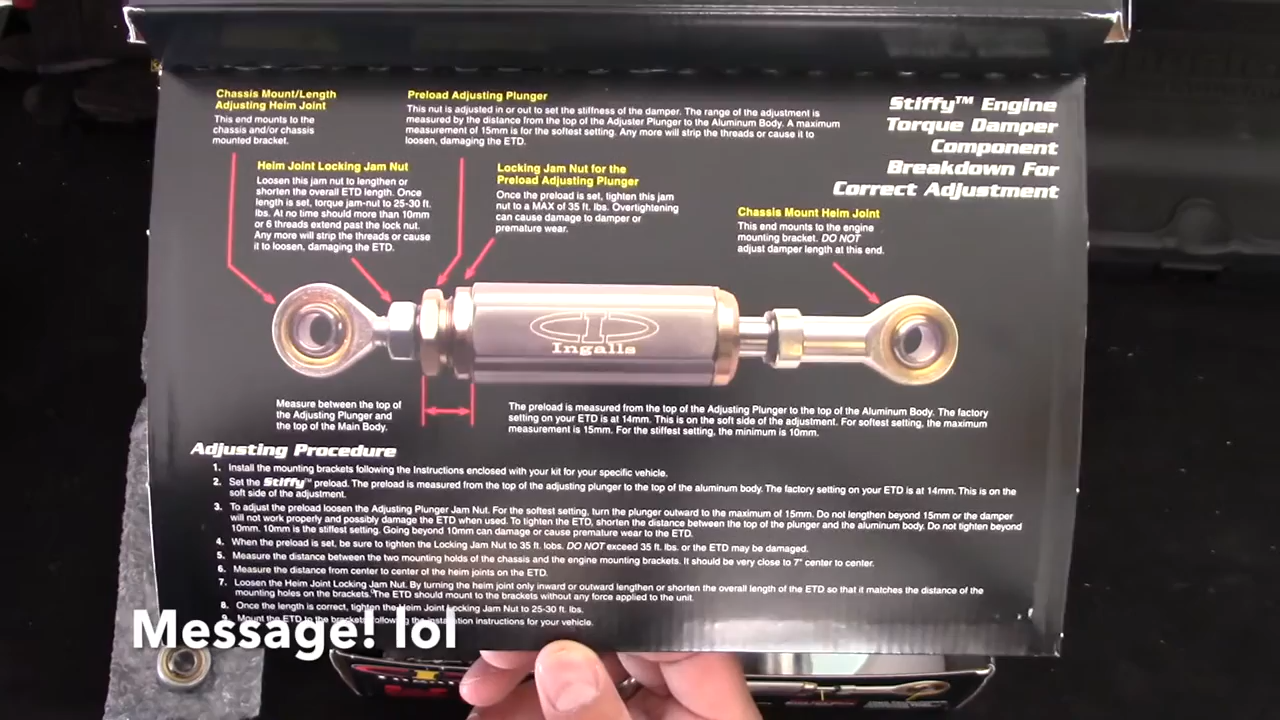 Chassis Mount/Length
Adjusting Heim Joint
This end mounts to the
chassis and/or chassis
mounted bracket.
Preload Adjusting Plunger
This nut is adjusted in or out to set the stiffness of the damper. The range of the adjustment is
measured by the distance from the top of the Adjuster Plunger to the Aluminum Body. A maximum
measurement of 15mm is for the softest setting. Any more will strip the threads or cause it to
loosen, damaging the ETD.
Stiffy™ Engine
Torque Damper
Component
Breakdown For
Correct Adjustment
Heim Joint Locking Jam Nut
Loosen this jam nut to lengthen or
shorten the overall ETD length. Once
length is set, torque jam-nut to 25-30 ft.
lbs. At no time should more than 10mm
or 6 threads extend past the lock nut.
Any more will strip the threads or cause
it to loosen, damaging the ETD.
Locking Jam Nut for the
Preload Adjusting Plunger
Once the preload is set, tighten this jam
nut to a MAX of 35 ft. lbs. Overtightening
can cause damage to damper or
premature wear.
Chassis Mount Heim Joint
This end mounts to the engine
mounting bracket. DO NOT
adjust damper length at this end.
Ingalls
Measure between the top of
the Adjusting Plunger and
the top of the Main Body.
The preload is measured from the top of the Adjusting Plunger to the top of the Aluminum Body. The factory
setting on your ETD is at 14mm. This is on the soft side of the adjustment. For softest setting, the maximum
measurement is 15mm. For the stiffest setting, the minimum is 10mm.
Adjusting Procedure
1. Install the mounting brackets following the Instructions enclosed with your kit for your specific vehicle.
2. Set the Stiffy™ preload. The preload is measured from the top of the adjusting plunger to the top of the aluminum body. The factory setting on your ETD is at 14mm. This is on the
soft side of the adjustment.
3. To adjust the preload loosen the Adjusting Plunger Jam Nut. For the softest setting, turn the plunger outward to the maximum of 15mm. Do not lengthen beyond 15mm or the damper
will not work properly and possibly damage the ETD when used. To tighten the ETD, shorten the distance between the top of the plunger and the aluminum body. Do not tighten beyond
10mm. 10mm is the stiffest setting. Going beyond 10mm can damage or cause premature wear to the ETD.
4. When the preload is set, be sure to tighten the Locking Jam Nut to 35 ft. lobs. DO NOT exceed 35 ft. lbs. or the ETD may be damaged.
5. Measure the distance between the two mounting holds of the chassis and the engine mounting brackets. It should be very close to 7" center to center.
6. Measure the distance from center to center of the heim joints on the ETD.
7. Loosen the Heim Joint Locking Jam Nut. By turning the heim joint only inward or outward lengthen or shorten the overall length of the ETD so that it matches the distance of the
mounting holes on the brackets. The ETD should mount to the brackets without any force applied to the unit.
8. Once the length is correct, tighten the Heim Joint Locking Jam Nut to 25-30 ft. lbs.
9. Mount the ETD to the brackets following the installation instructions for your vehicle.
Message! lol